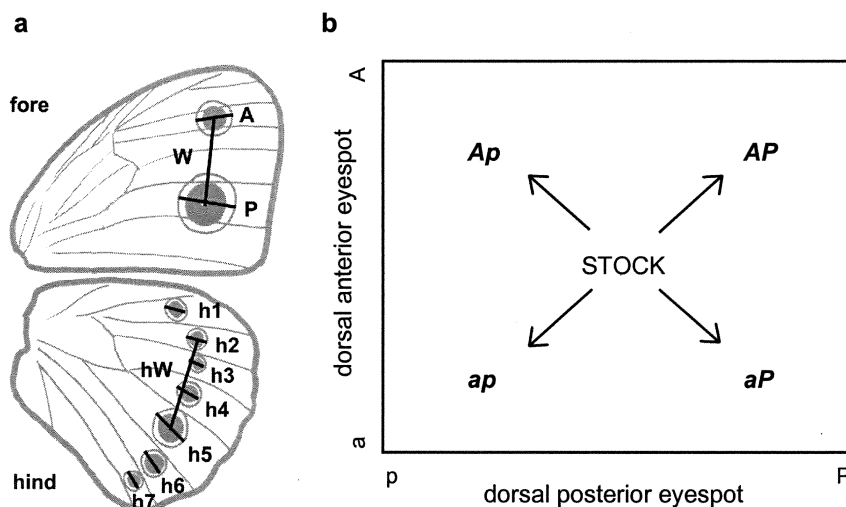 a
fore
A
W
P
h1
h2
hW
h3
h4
h5
h6
h7
hind
b
A
dorsal anterior eyespot
a
Ap
AP
STOCK
ap
aP
p
P
dorsal posterior eyespot